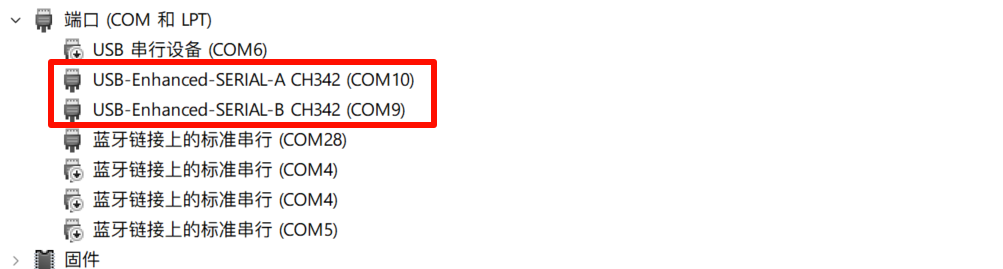 端口 (COM 和 LPT)
USB 串行设备 (COM6)
USB-Enhanced-SERIAL-A CH342 (COM10)
USB-Enhanced-SERIAL-B CH342 (COM9)
蓝牙链接上的标准串行 (COM28)
蓝牙链接上的标准串行 (COM4)
蓝牙链接上的标准串行 (COM4)
蓝牙链接上的标准串行 (COM5)
固件